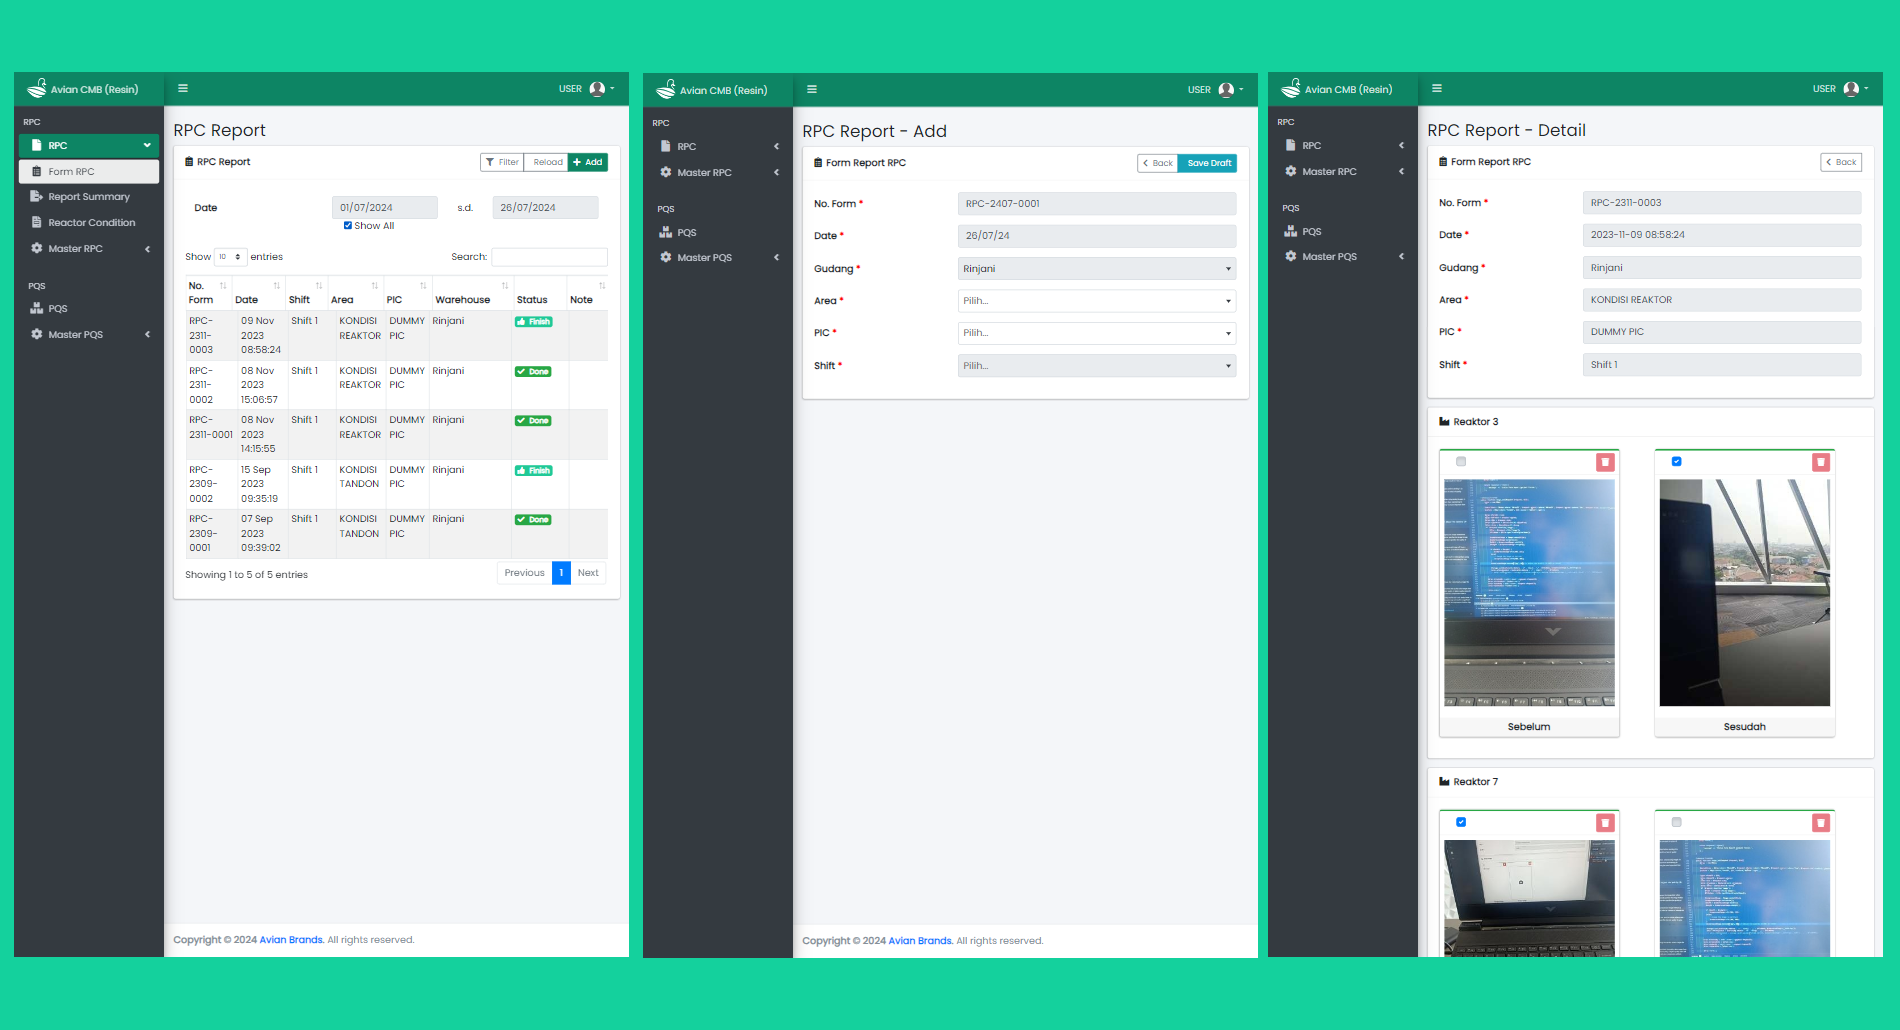 Avian CMB (Resin)
USER
RPC
RPC
Form RPC
Report Summary
Reactor Condition
Master RPC
PQS
PQS
Master PQS
RPC Report
RPC Report
Filter
Reload
Add
Date
01/07/2024
s.d.
26/07/2024
Show All
Show 10 entries
Search:
No. Form
Date
Shift
Area
PIC
Warehouse
Status
Note
RPC-2311-0003
09 Nov 2023 08:58:24
Shift 1
KONDISI REAKTOR
DUMMY PIC
Rinjani
Finish
RPC-2311-0002
08 Nov 2023 15:06:57
Shift 1
KONDISI REAKTOR
DUMMY PIC
Rinjani
Done
RPC-2311-0001
08 Nov 2023 14:15:55
Shift 1
KONDISI REAKTOR
DUMMY PIC
Rinjani
Done
RPC-2309-0002
15 Sep 2023 09:35:19
Shift 1
KONDISI TANDON
DUMMY PIC
Rinjani
Finish
RPC-2309-0001
07 Sep 2023 09:39:02
Shift 1
KONDISI TANDON
DUMMY PIC
Rinjani
Done
Showing 1 to 5 of 5 entries
Previous
1
Next
Copyright © 2024 Avian Brands. All rights reserved.
Avian CMB (Resin)
USER
RPC
RPC
Master RPC
PQS
PQS
Master PQS
RPC Report - Add
Form Report RPC
Back
Save Draft
No. Form *
RPC-2407-0001
Date *
26/07/24
Gudang *
Rinjani
Area *
Pilih...
PIC *
Pilih...
Shift *
Pilih...
Copyright © 2024 Avian Brands. All rights reserved.
Avian CMB (Resin)
USER
RPC
RPC
Master RPC
PQS
PQS
Master PQS
RPC Report - Detail
Form Report RPC
Back
No. Form *
RPC-2311-0003
Date *
2023-11-09 08:58:24
Gudang *
Rinjani
Area *
KONDISI REAKTOR
PIC *
DUMMY PIC
Shift *
Shift 1
Reaktor 3
Sebelum
Sesudah
Reaktor 7